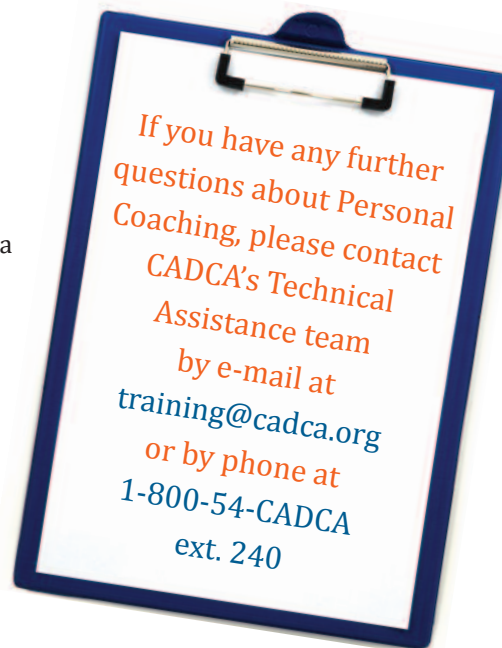 a
If you have any further
questions about Personal
Coaching, please contact
CADCA’s Technical
Assistance team
by e-mail at
training@cadca.org
or by phone at
1-800-54-CADCA
ext. 240